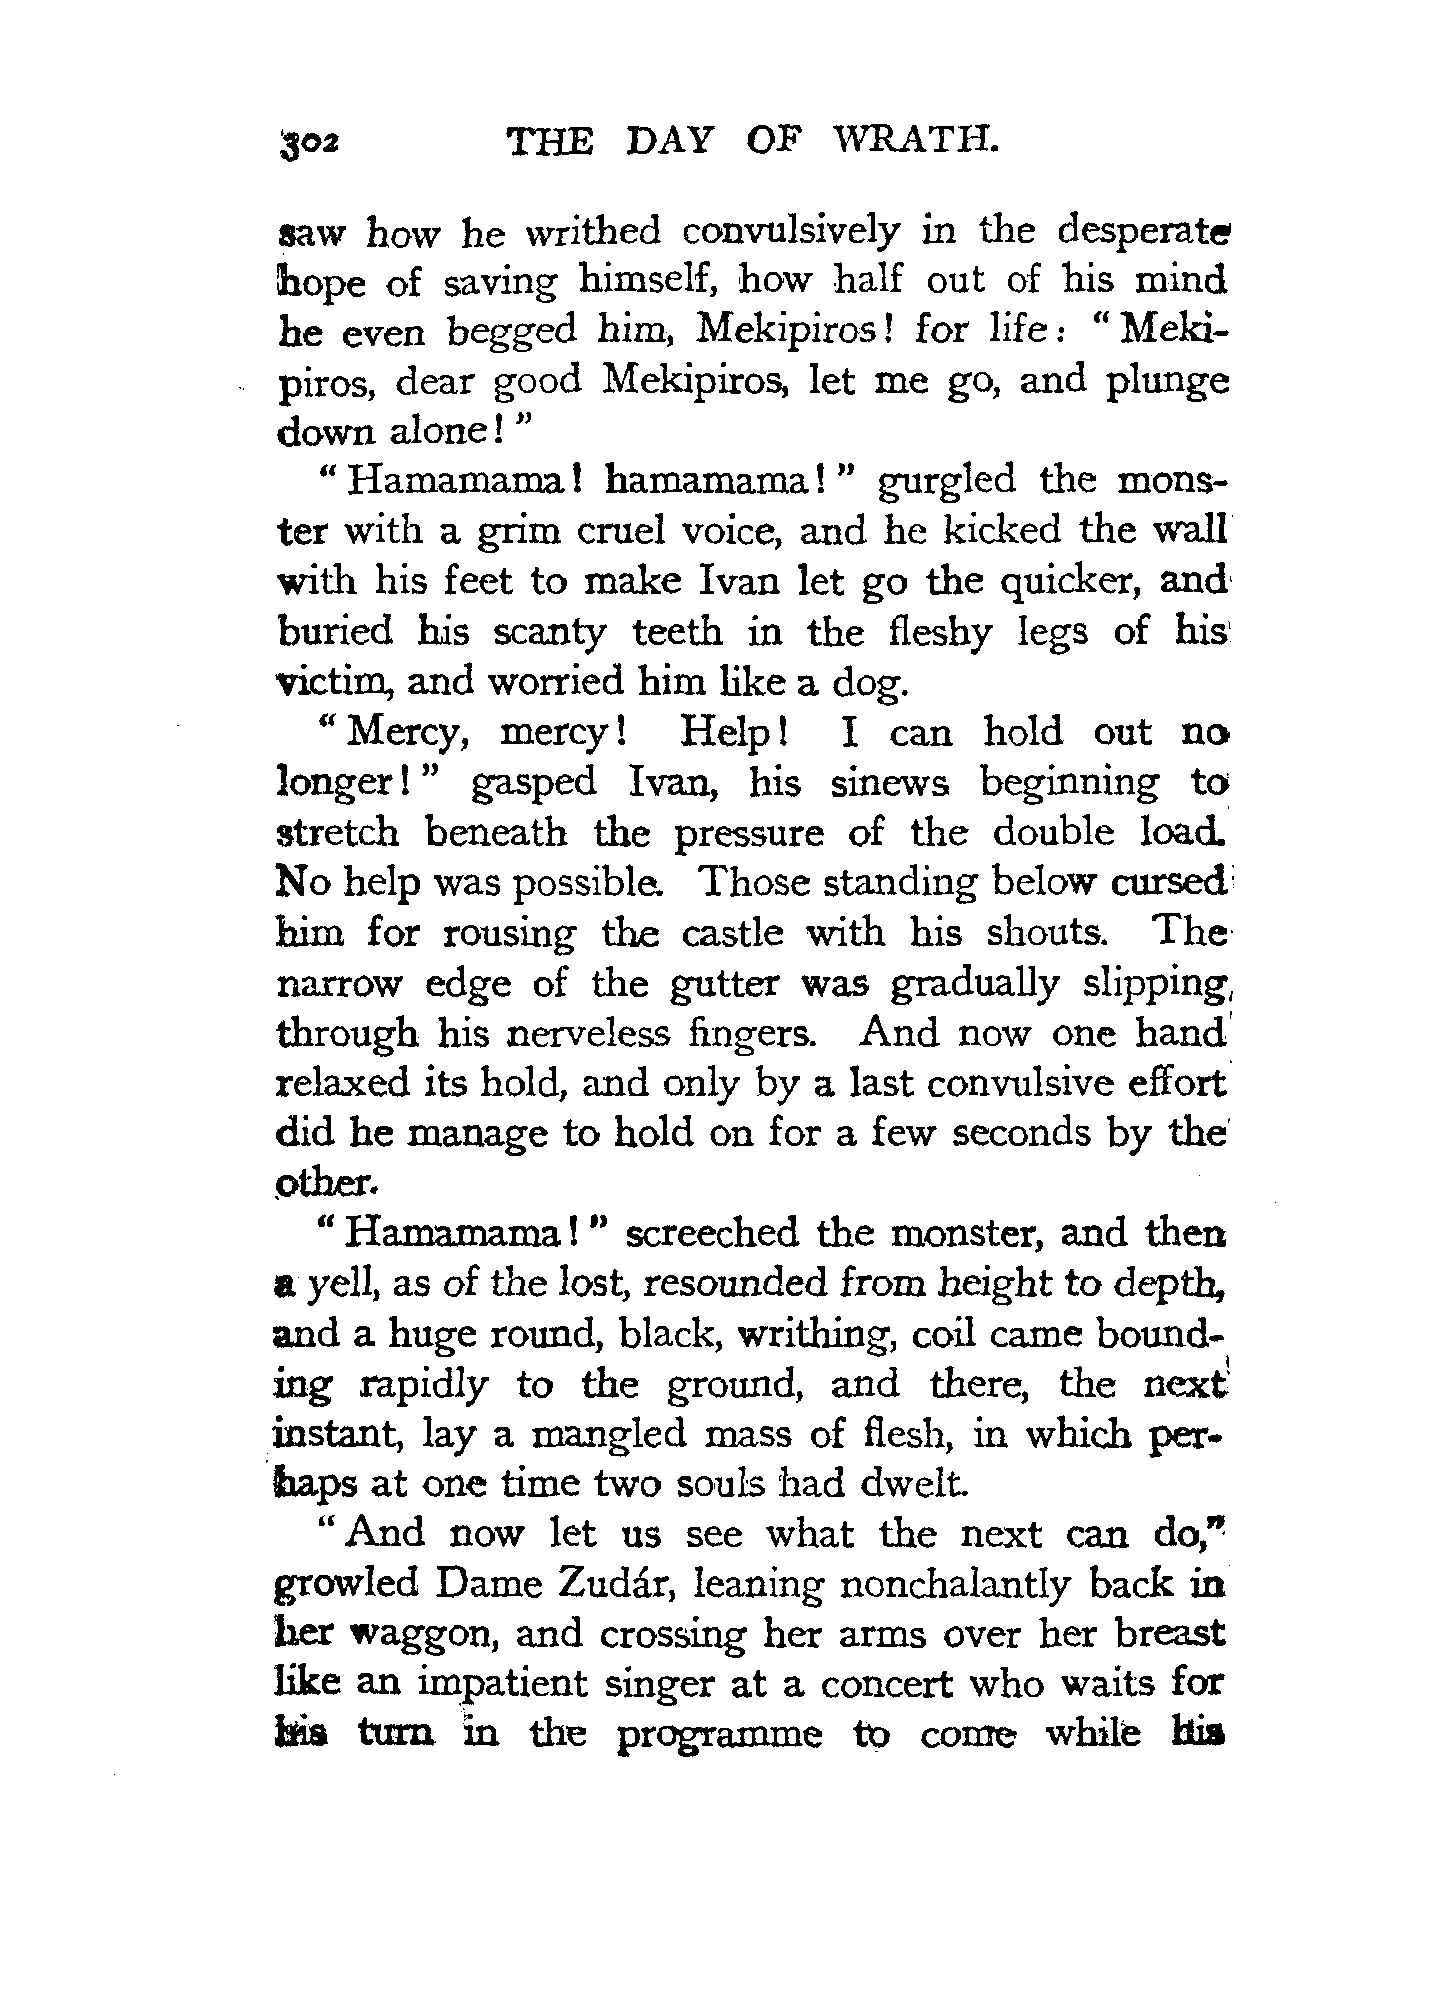 302 THE DAY OF WRATH.
saw how he writhed convulsively in the desperate
hope of saving himself, how half out of his mind
he even begged him, Mekipiros! for life: "Meki-
piros, dear good Mekipiros, let me go, and plunge
down alone!"
"Hamamama! hamamama!" gurgled the mons-
ter with a grim cruel voice, and he kicked the wall
with his feet to make Ivan let go the quicker, and
buried his scanty teeth in the fleshy legs of his
victim, and worried him like a dog.
"Mercy, mercy! Help! I can hold out no
longer!" gasped Ivan, his sinews beginning to
stretch beneath the pressure of the double load.
No help was possible. Those standing below cursed
him for rousing the castle with his shouts. The
narrow edge of the gutter was gradually slipping
through his nerveless fingers. And now one hand
relaxed its hold, and only by a last convulsive effort
did he manage to hold on for a few seconds by the
other.
"Hamamama!" screeched the monster, and then
a yell, as of the lost, resounded from height to depth,
and a huge round, black, writhing, coil came bound-
ing rapidly to the ground, and there, the next
instant, lay a mangled mass of flesh, in which per-
haps at one time two souls had dwelt.
"And now let us see what the next can do,"
growled Dame Zudár, leaning nonchalantly back in
her waggon, and crossing her arms over her breast
like an impatient singer at a concert who waits for
his turn in the programme to come while his